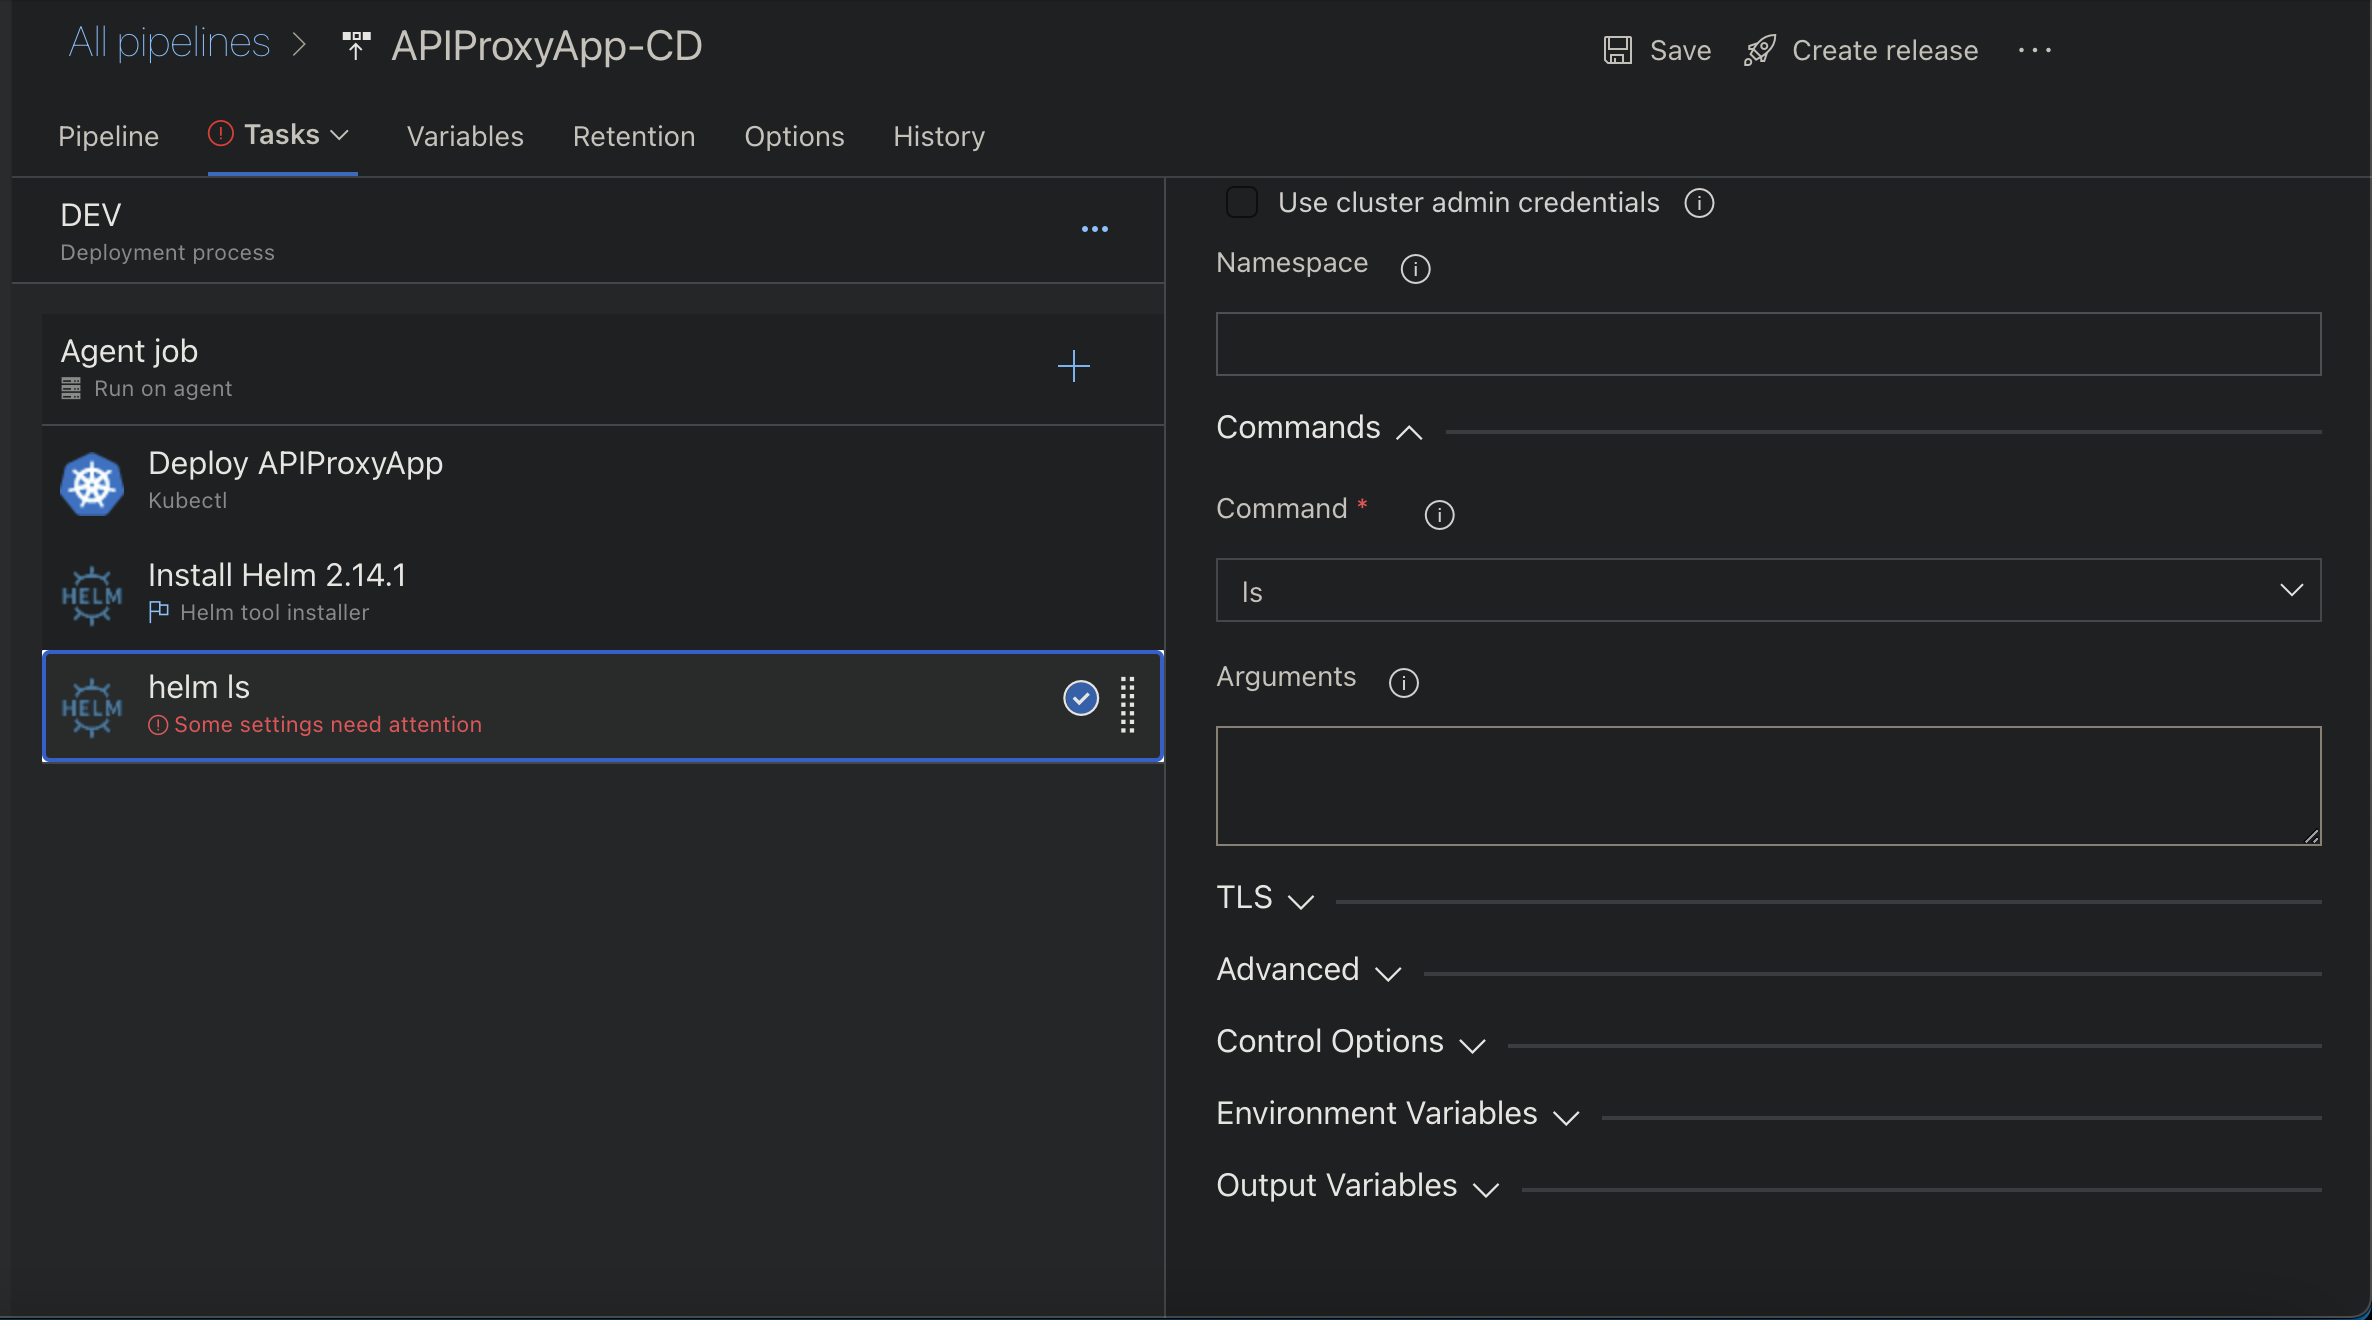 All pipelines > APIProxyApp-CD
Save Create release ...
Pipeline Tasks Variables Retention Options History
DEV
Deployment process
Agent job
Run on agent
Deploy APIProxyApp
Kubectl
Install Helm 2.14.1
HELM
Helm tool installer
helm ls
HELM
Some settings need attention
Use cluster admin credentials
Namespace
Commands
Command *
ls
Arguments
TLS
Advanced
Control Options
Environment Variables
Output Variables